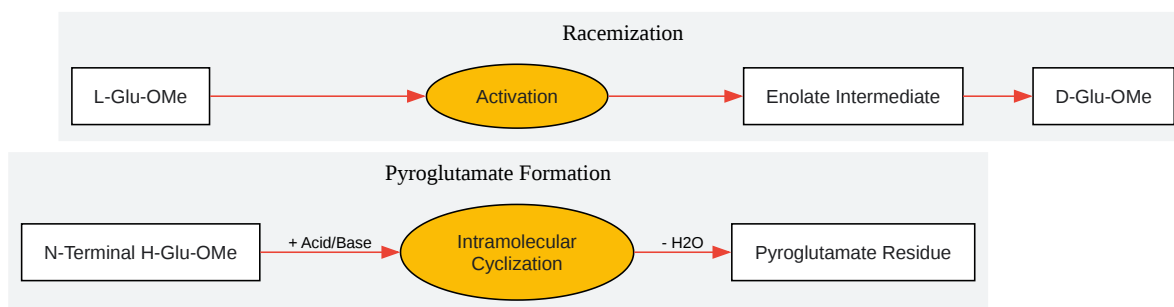 Racemization
L-Glu-OMe
Activation
Enolate Intermediate
D-Glu-OMe
Pyroglutamate Formation
N-Terminal H-Glu-OMe
+ Acid/Base
Intramolecular
Cyclization
- H2O
Pyroglutamate Residue